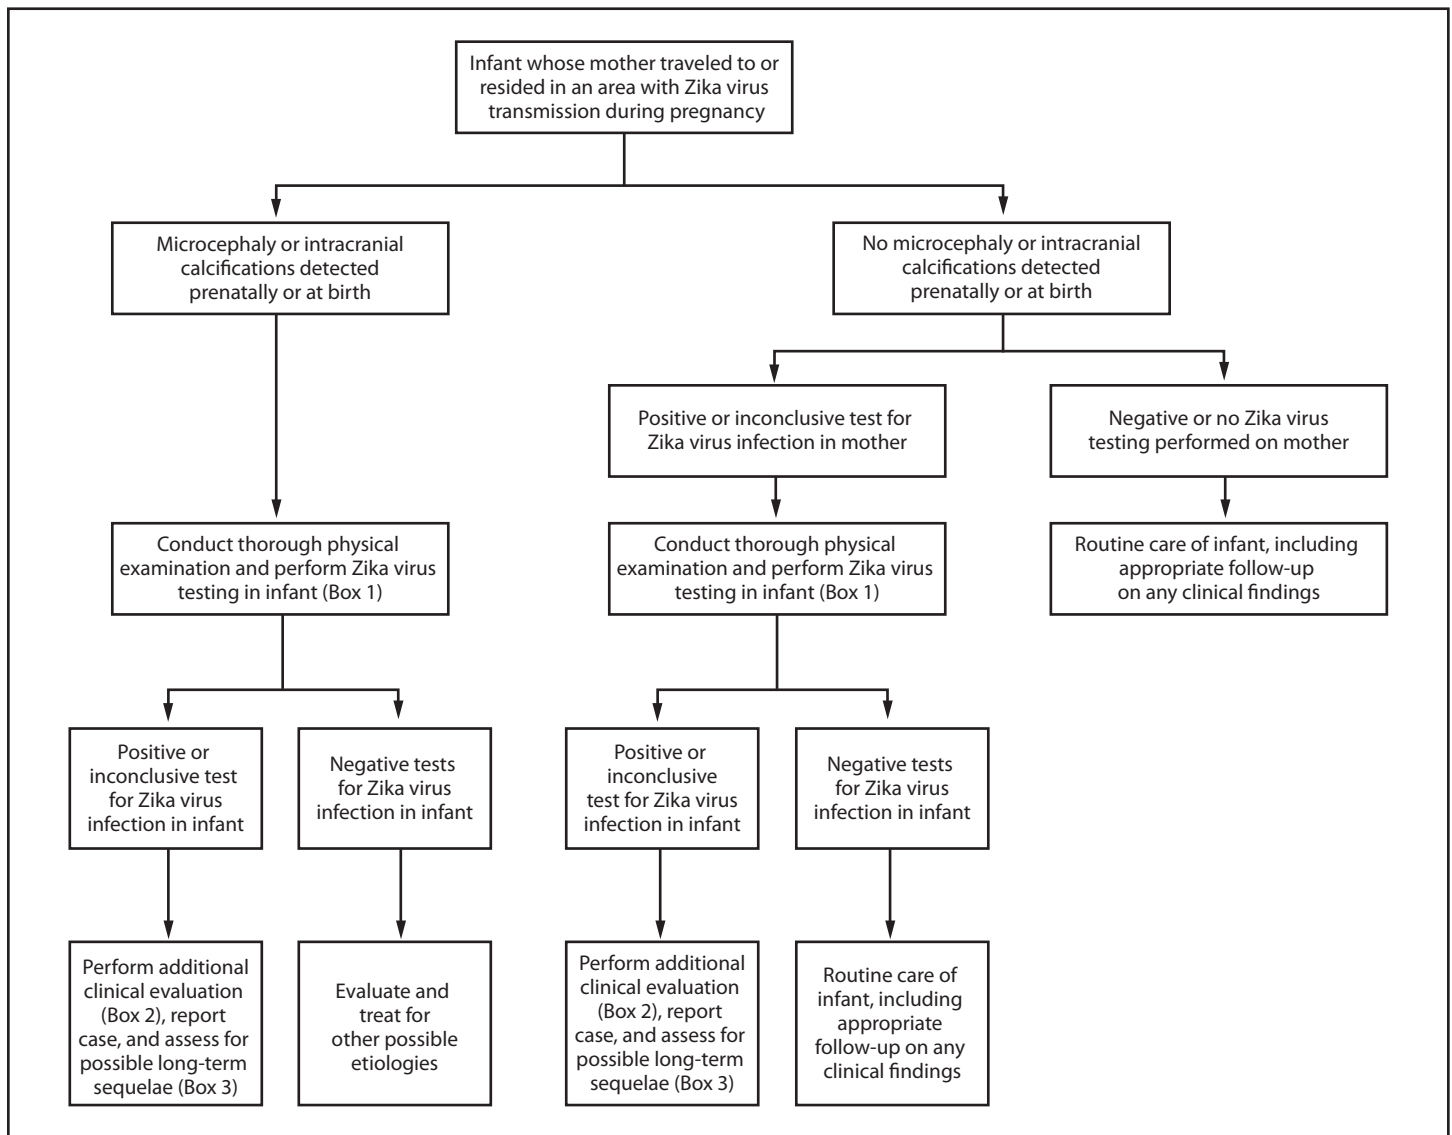 Infant whose mother traveled to or
resided in an area with Zika virus
transmission during pregnancy
Microcephaly or intracranial
calcifications detected
prenatally or at birth
No microcephaly or intracranial
calcifications detected
prenatally or at birth
Positive or inconclusive test for
Zika virus infection in mother
Negative or no Zika virus
testing performed on mother
Conduct thorough physical
examination and perform Zika virus
testing in infant (Box 1)
Conduct thorough physical
examination and perform Zika virus
testing in infant (Box 1)
Routine care of infant, including
appropriate follow-up
on any clinical findings
Positive or
inconclusive test
for Zika virus
infection in infant
Negative tests
for Zika virus
infection in infant
Positive or
inconclusive
test for Zika virus
infection in infant
Negative tests
for Zika virus
infection in infant
Perform additional
clinical evaluation
(Box 2), report
case, and assess for
possible long-term
sequelae (Box 3)
Evaluate and
treat for
other possible
etiologies
Perform additional
clinical evaluation
(Box 2), report
case, and assess for
possible long-term
sequelae (Box 3)
Routine care of
infant, including
appropriate
follow-up on any
clinical findings